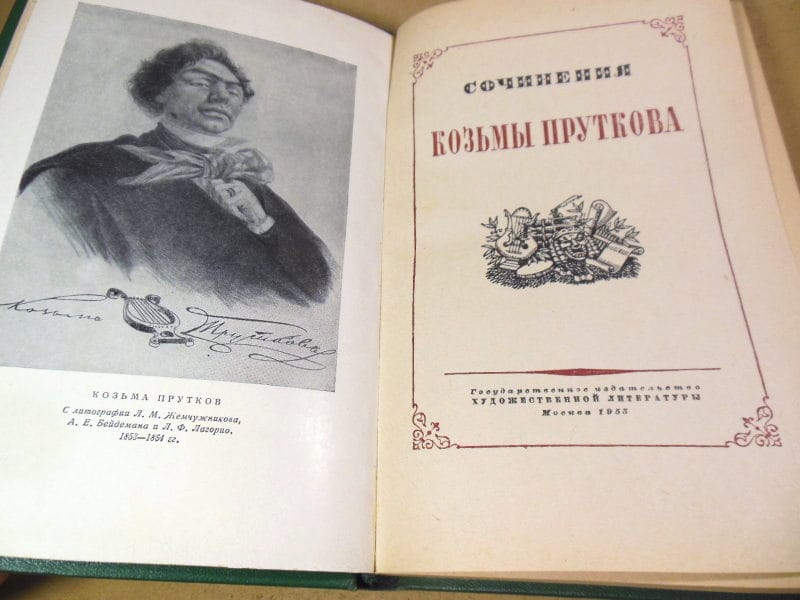 Козьма Прутковъ
КОЗЬМА ПРУТКОВ
С литографии Л. М. Жемчужникова,
А. Е. Бейдемана и Л. Ф. Лагорио.
1853—1854 гг.
СОЧИНЕНИЯ
КОЗЬМЫ ПРУТКОВА
Государственное издательство
ХУДОЖЕСТВЕННОЙ ЛИТЕРАТУРЫ
Москва 1955